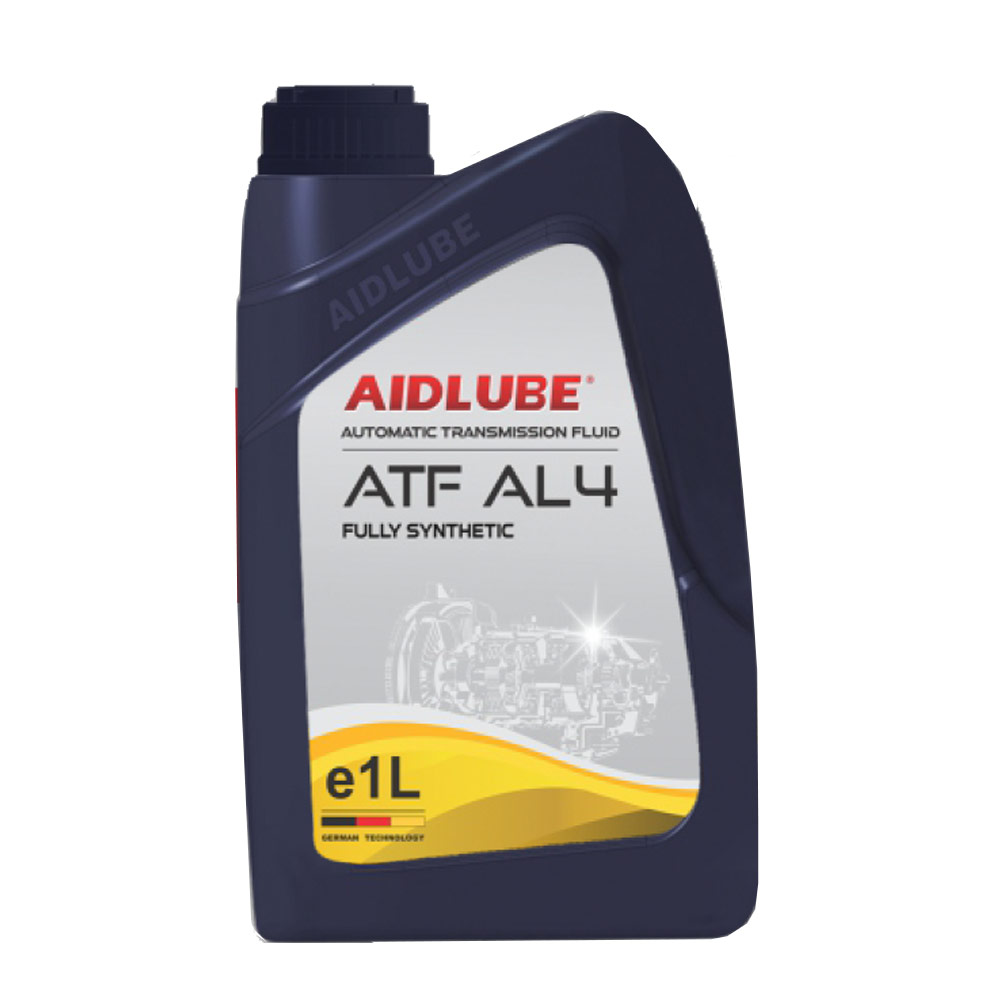 AIDLUBE
AIDLUBE®
AUTOMATIC TRANSMISSION FLUID
ATF AL4
FULLY SYNTHETIC
e1L
GERMAN TECHNOLOGY